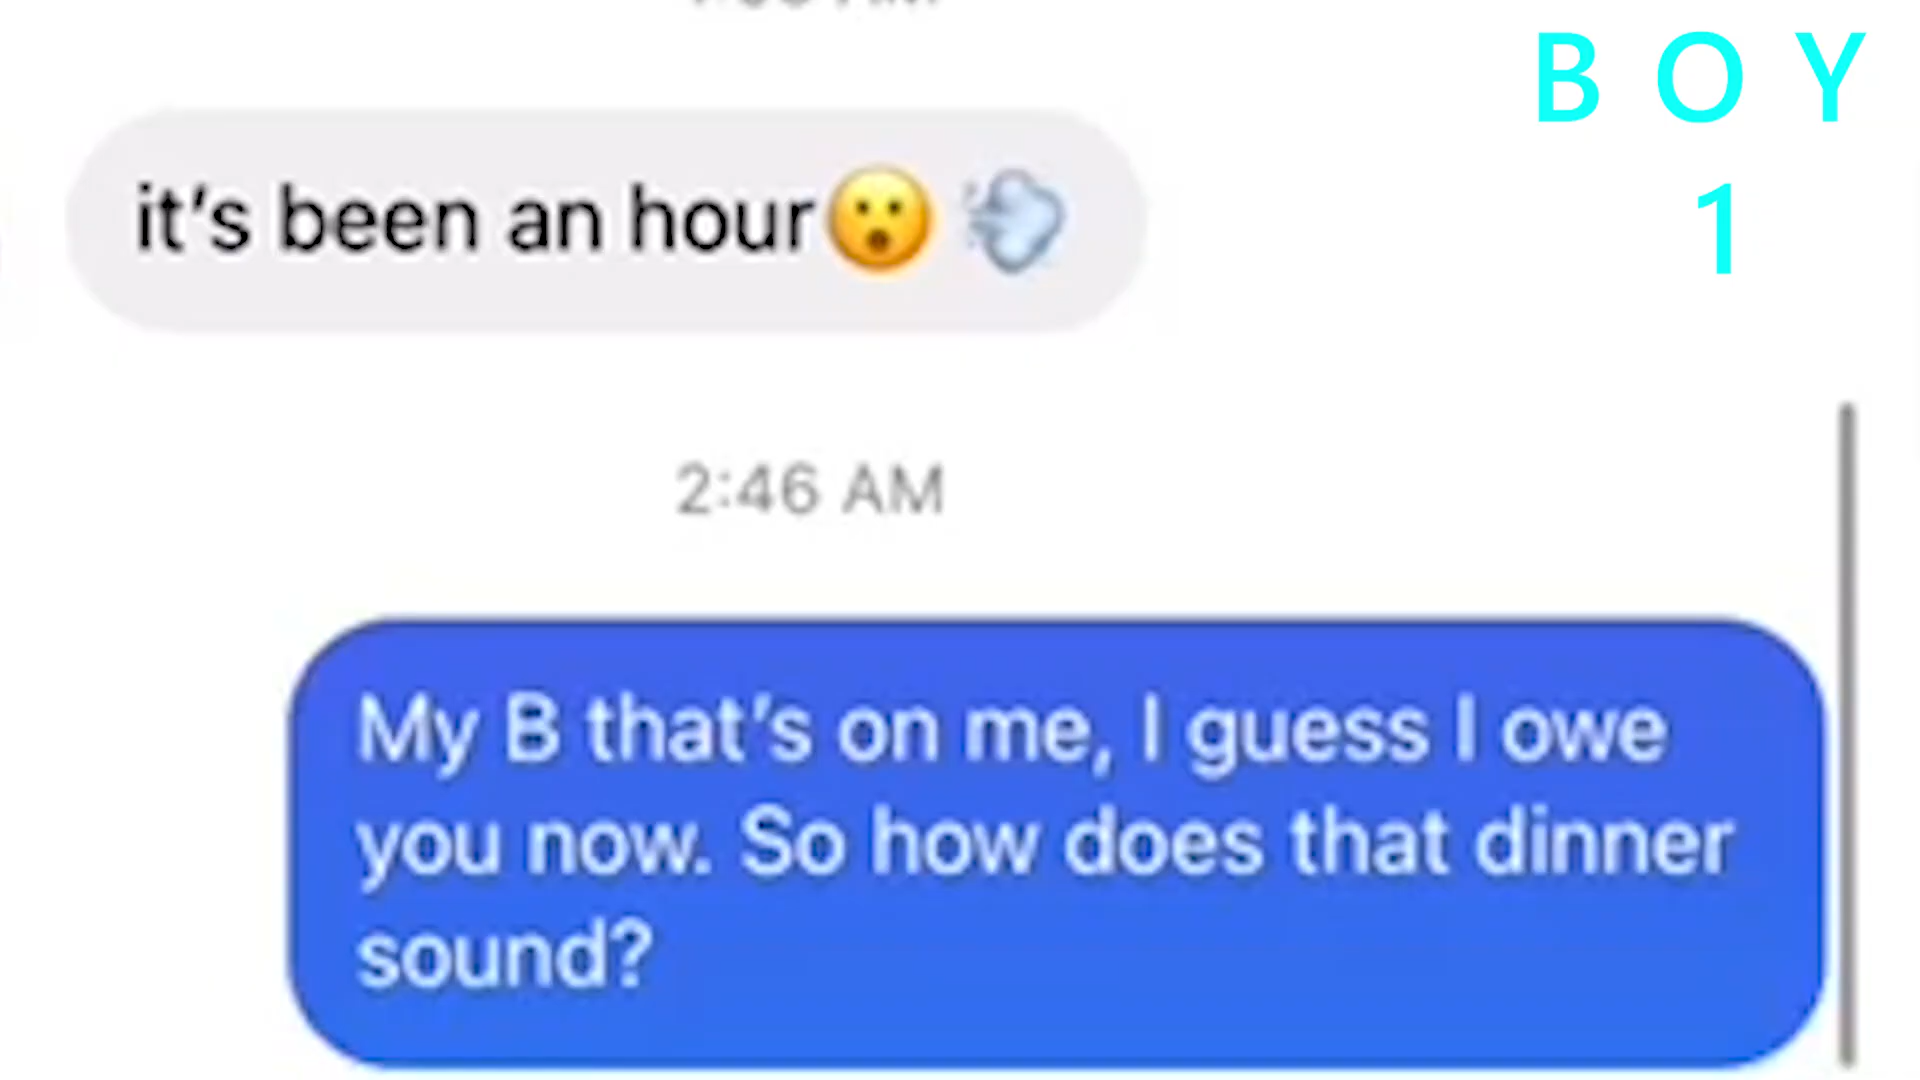 BOY
1
it’s been an hour😮 💨
2:46 AM
My B that’s on me, I guess I owe
you now. So how does that dinner
sound?